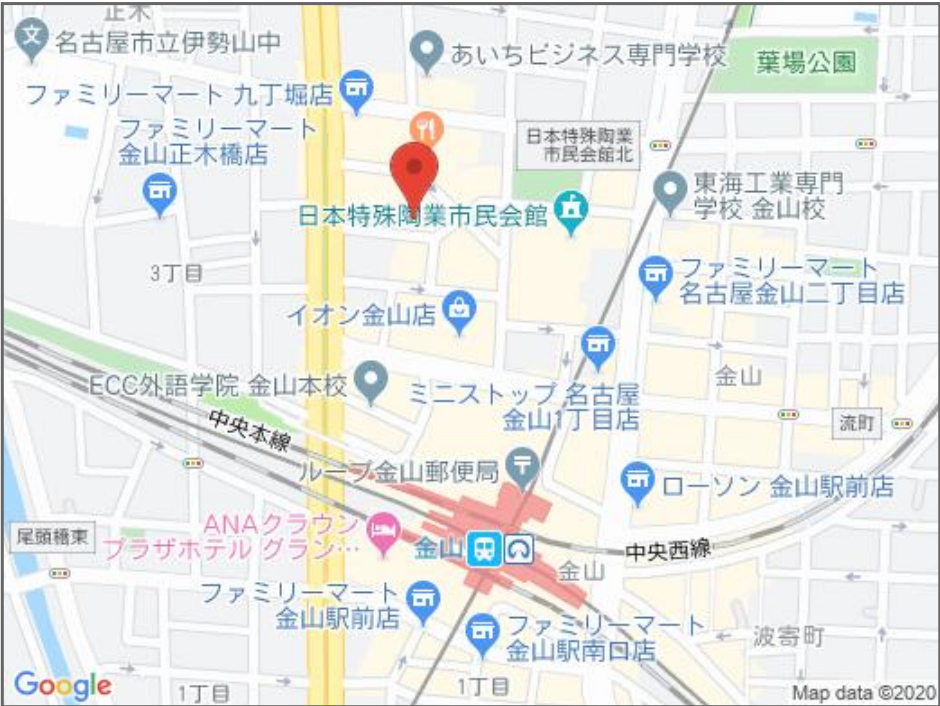 正木
名古屋市立伊勢山中
あいちビジネス専門学校
葉場公園
ファミリーマート 九丁堀店
ファミリーマート
金山正木橋店
日本特殊陶業
市民会館北
東海工業専門
学校 金山校
日本特殊陶業市民会館
3丁目
ファミリーマート
名古屋金山二丁目店
イオン金山店
ECC外語学院 金山本校
ミニストップ 名古屋
金山1丁目店
金山
流町
中央本線
ループ金山郵便局
ローソン 金山駅前店
尾頭橋東
ANAクラウン
プラザホテル グラン…
金山
中央西線
金山
ファミリーマート
金山駅前店
ファミリーマート
金山駅南口店
波寄町
Google
1丁目
1丁目
Map data ©2020